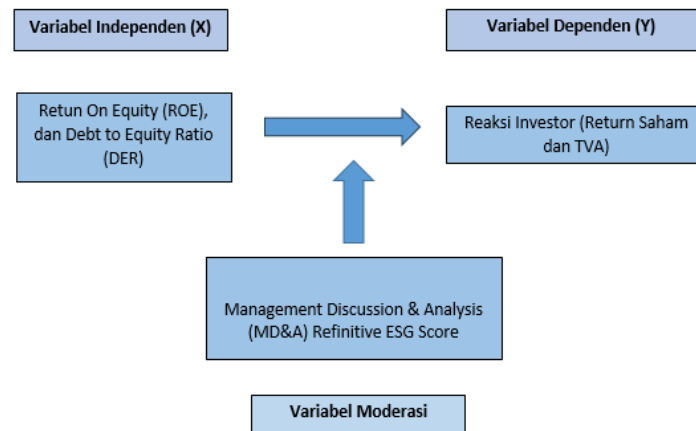 Variabel Independen (X)
Variabel Dependen (Y)
Retun On Equity (ROE),
dan Debt to Equity Ratio
(DER)
Reaksi Investor (Return Saham
dan TVA)
Management Discussion & Analysis
(MD&A) Refinitive ESG Score
Variabel Moderasi